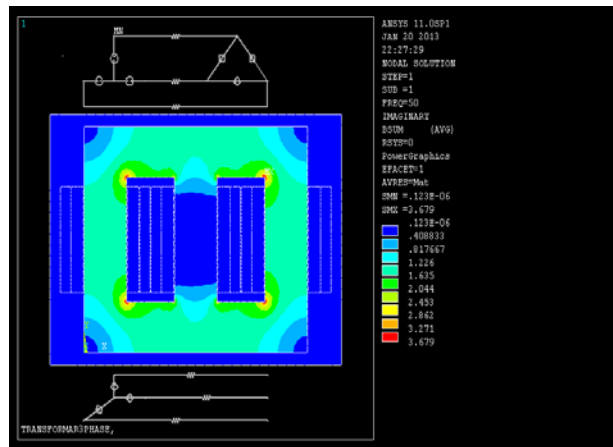 1
MN
ANSYS 11.0SP1
JAN 20 2013
22:27:29
NODAL SOLUTION
STEP=1
SUB =1
FREQ=50
IMAGINARY
BSUM (AVG)
RSYS=0
PowerGraphics
EFACET=1
AVRES=Mat
SMN =.123E-06
SMX =3.679
.123E-06
.408833
.817667
1.226
1.635
2.044
2.453
2.862
3.271
3.679
Y
X
TRANSFORMAR3PHASE,